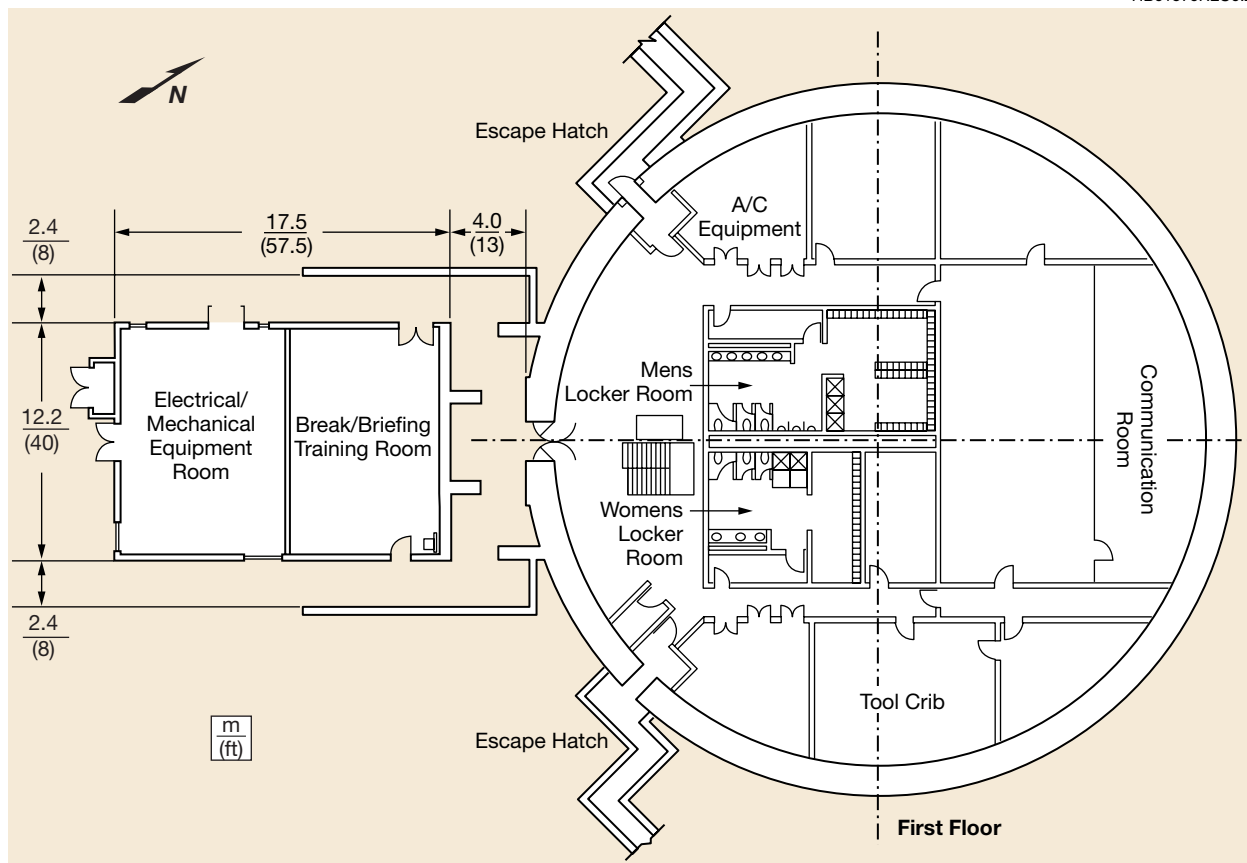 N
Escape Hatch
A/C
Equipment
2.4
(8)
17.5
(57.5)
4.0
(13)
12.2
(40)
Electrical/
Mechanical
Equipment
Room
Break/Briefing
Training Room
Mens
Locker Room
Communication
Room
Womens
Locker
Room
2.4
(8)
m
(ft)
Escape Hatch
Tool Crib
First Floor